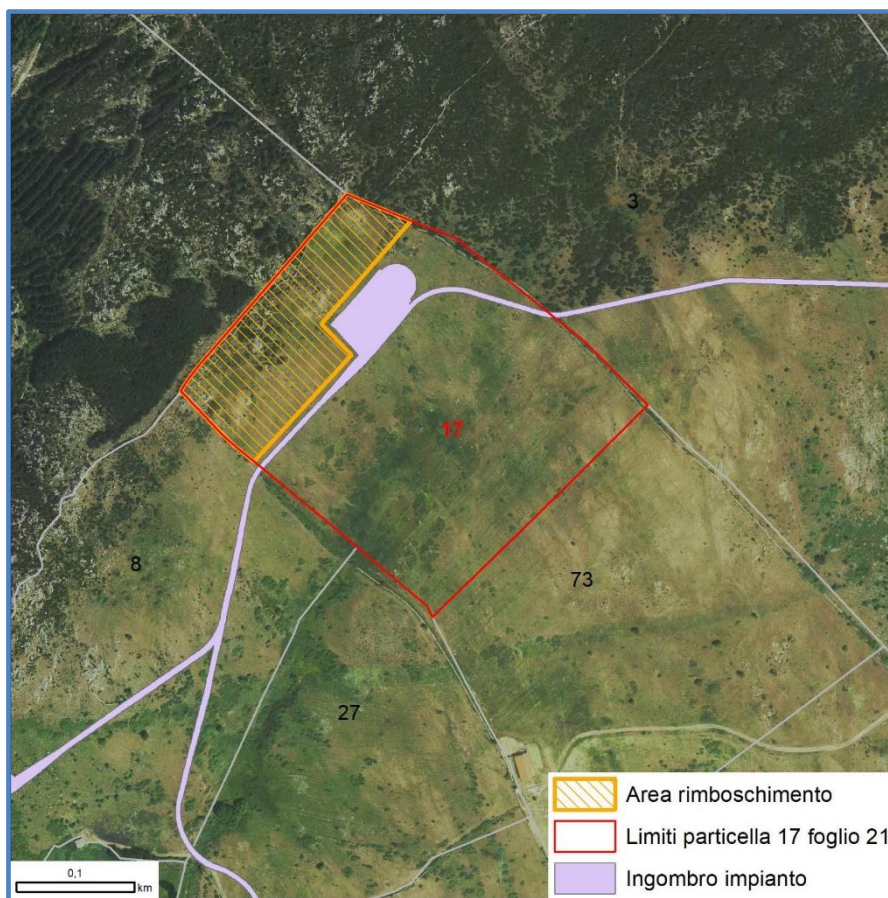 3
17
8
73
27
Area rimboschimento
Limiti particella 17 foglio 21
Ingombro impianto
0,1
km